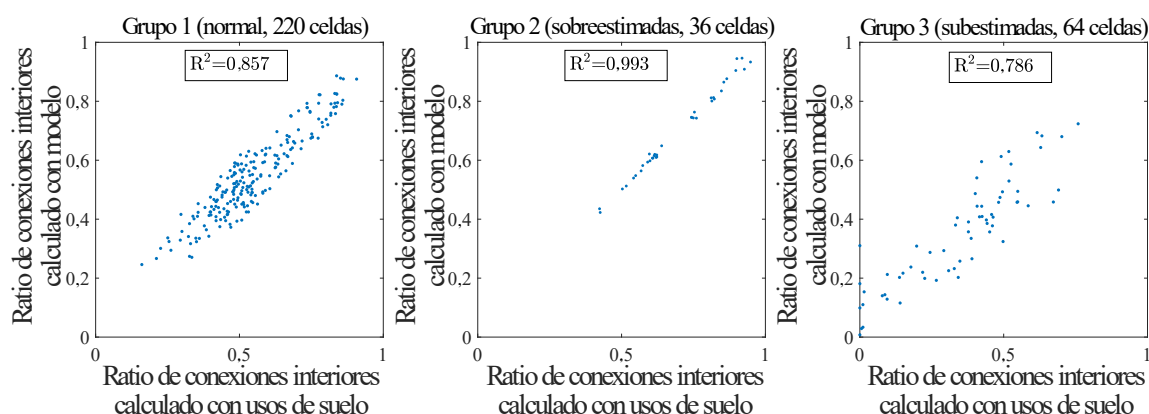 Grupo 1 (normal, 220 celdas)
R²=0,857
Ratio de conexiones interiores
calculado con modelo
1
0,8
0,6
0,4
0,2
0
0
0.5
1
Ratio de conexiones interiores
calculado con usos de suelo
Grupo 2 (sobreestimadas, 36 celdas)
R²=0,993
Ratio de conexiones interiores
calculado con modelo
1
0,8
0,6
0,4
0,2
0
0
0.5
1
Ratio de conexiones interiores
calculado con usos de suelo
Grupo 3 (subestimadas, 64 celdas)
R²=0,786
Ratio de conexiones interiores
calculado con modelo
1
0,8
0,6
0,4
0,2
0
0
0.5
1
Ratio de conexiones interiores
calculado con usos de suelo